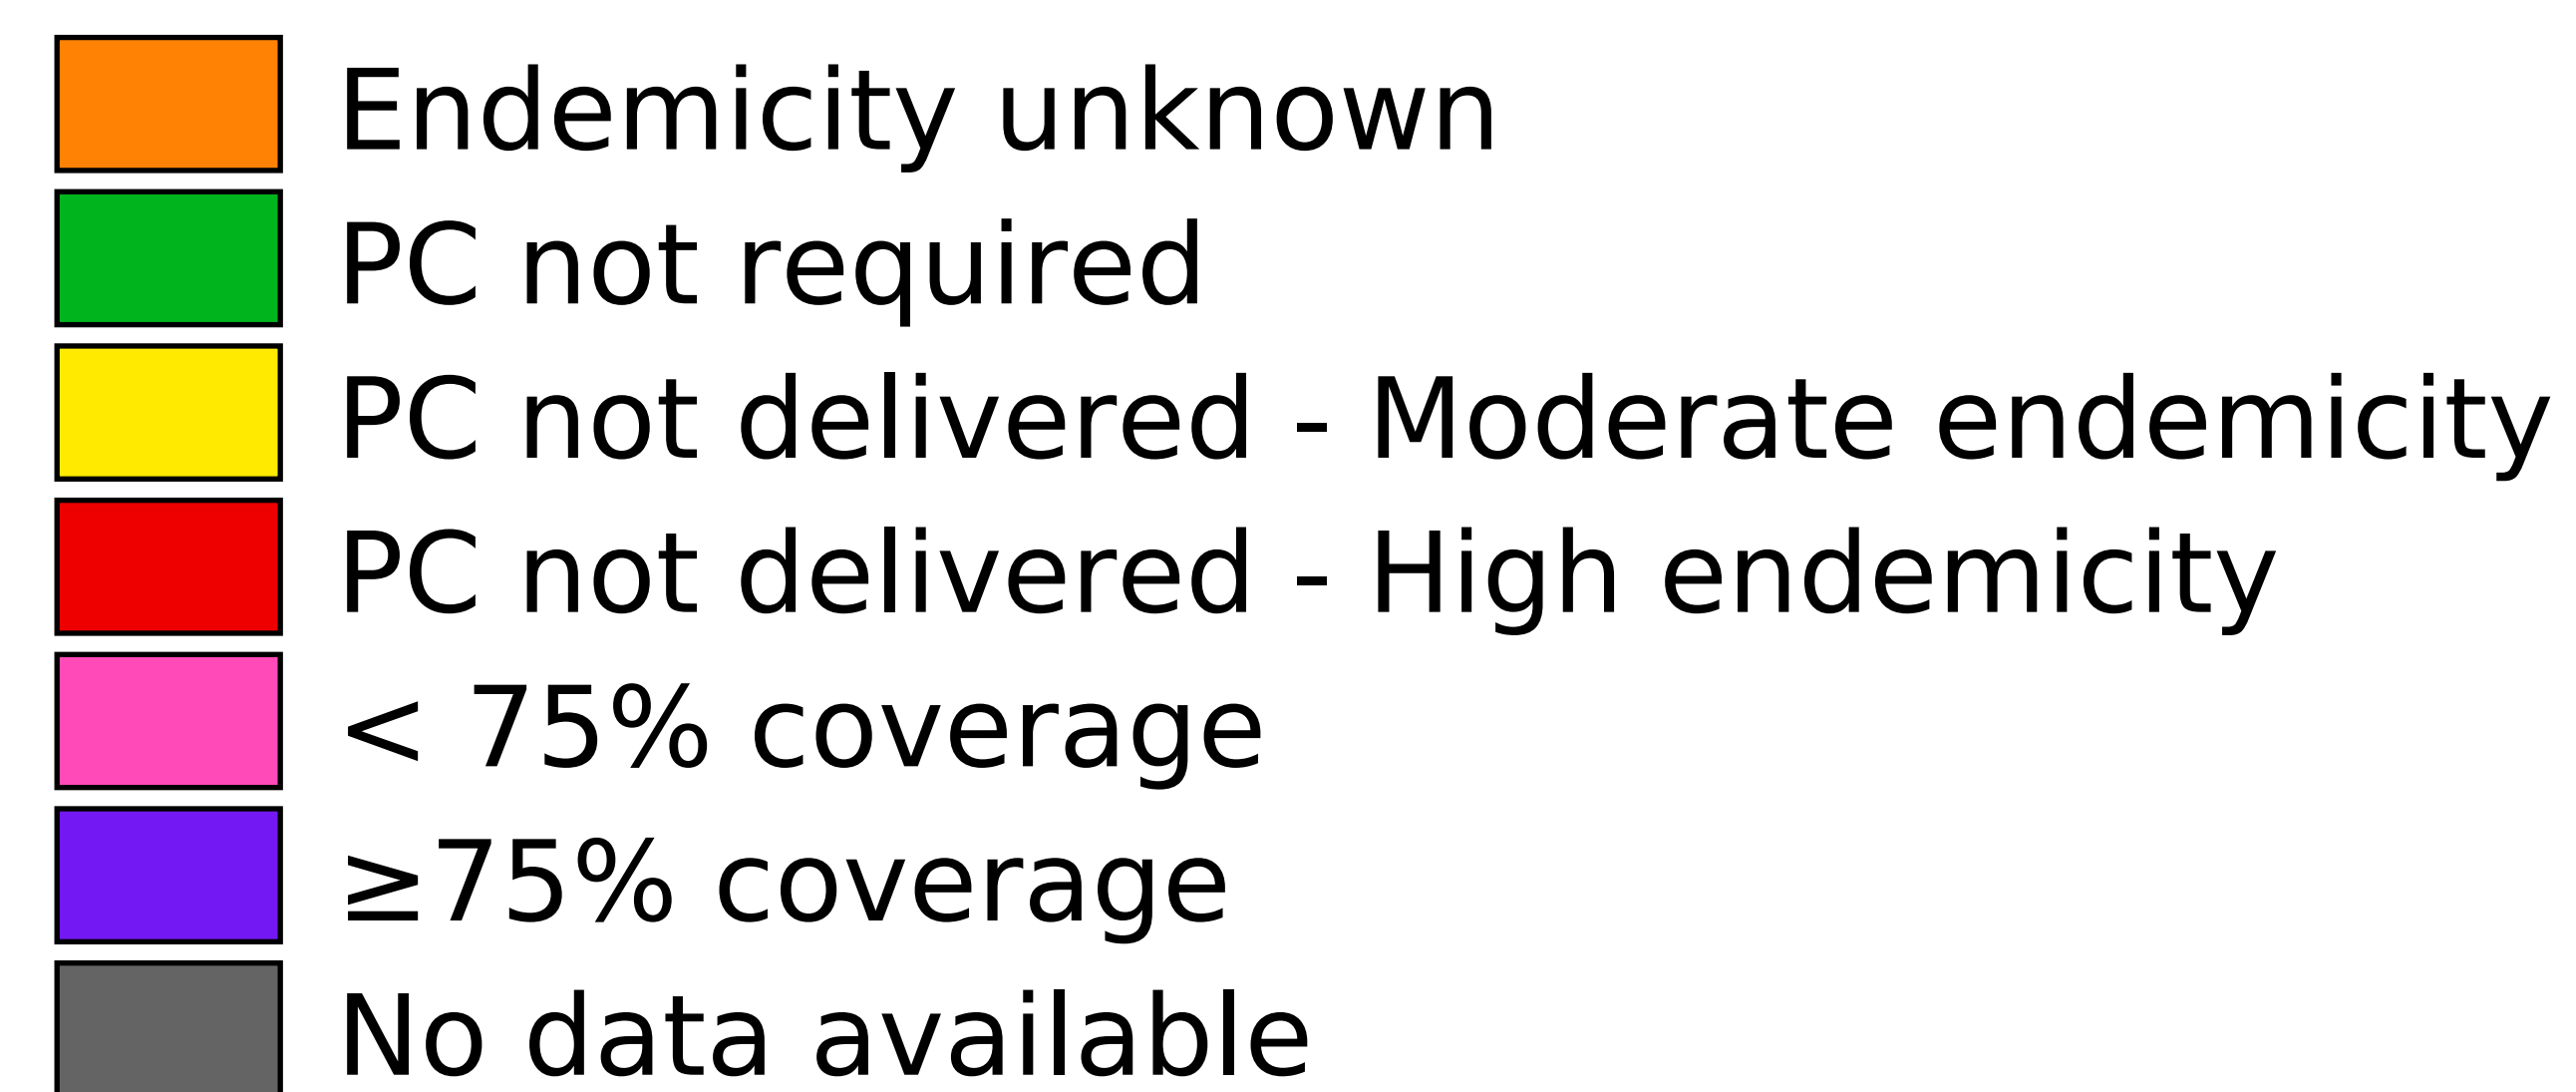 Endemicity unknown
PC not required
PC not delivered - Moderate endemicity
PC not delivered - High endemicity
< 75% coverage
≥75% coverage
No data available